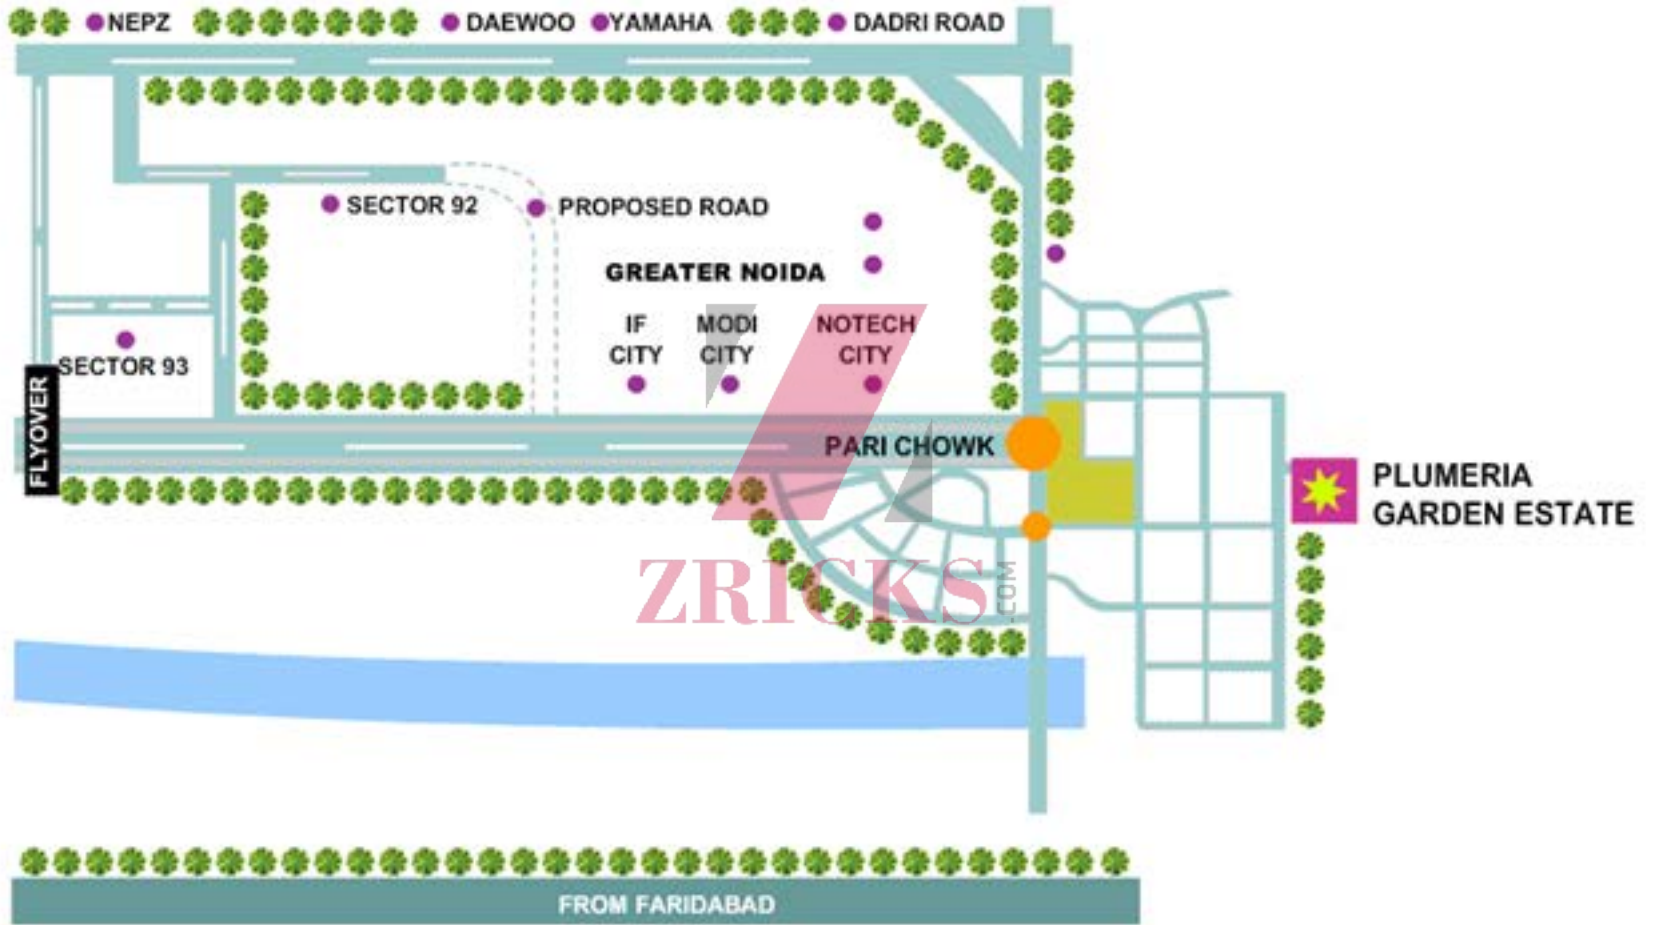 NEPZ
DAEWOO
YAMAHA
DADRI ROAD
SECTOR 92
PROPOSED ROAD
GREATER NOIDA
IF
CITY
MODI
CITY
NOTECH
CITY
SECTOR 93
FLYOVER
PARI CHOWK
PLUMERIA
GARDEN ESTATE
ZRICKS
.COM
FROM FARIDABAD